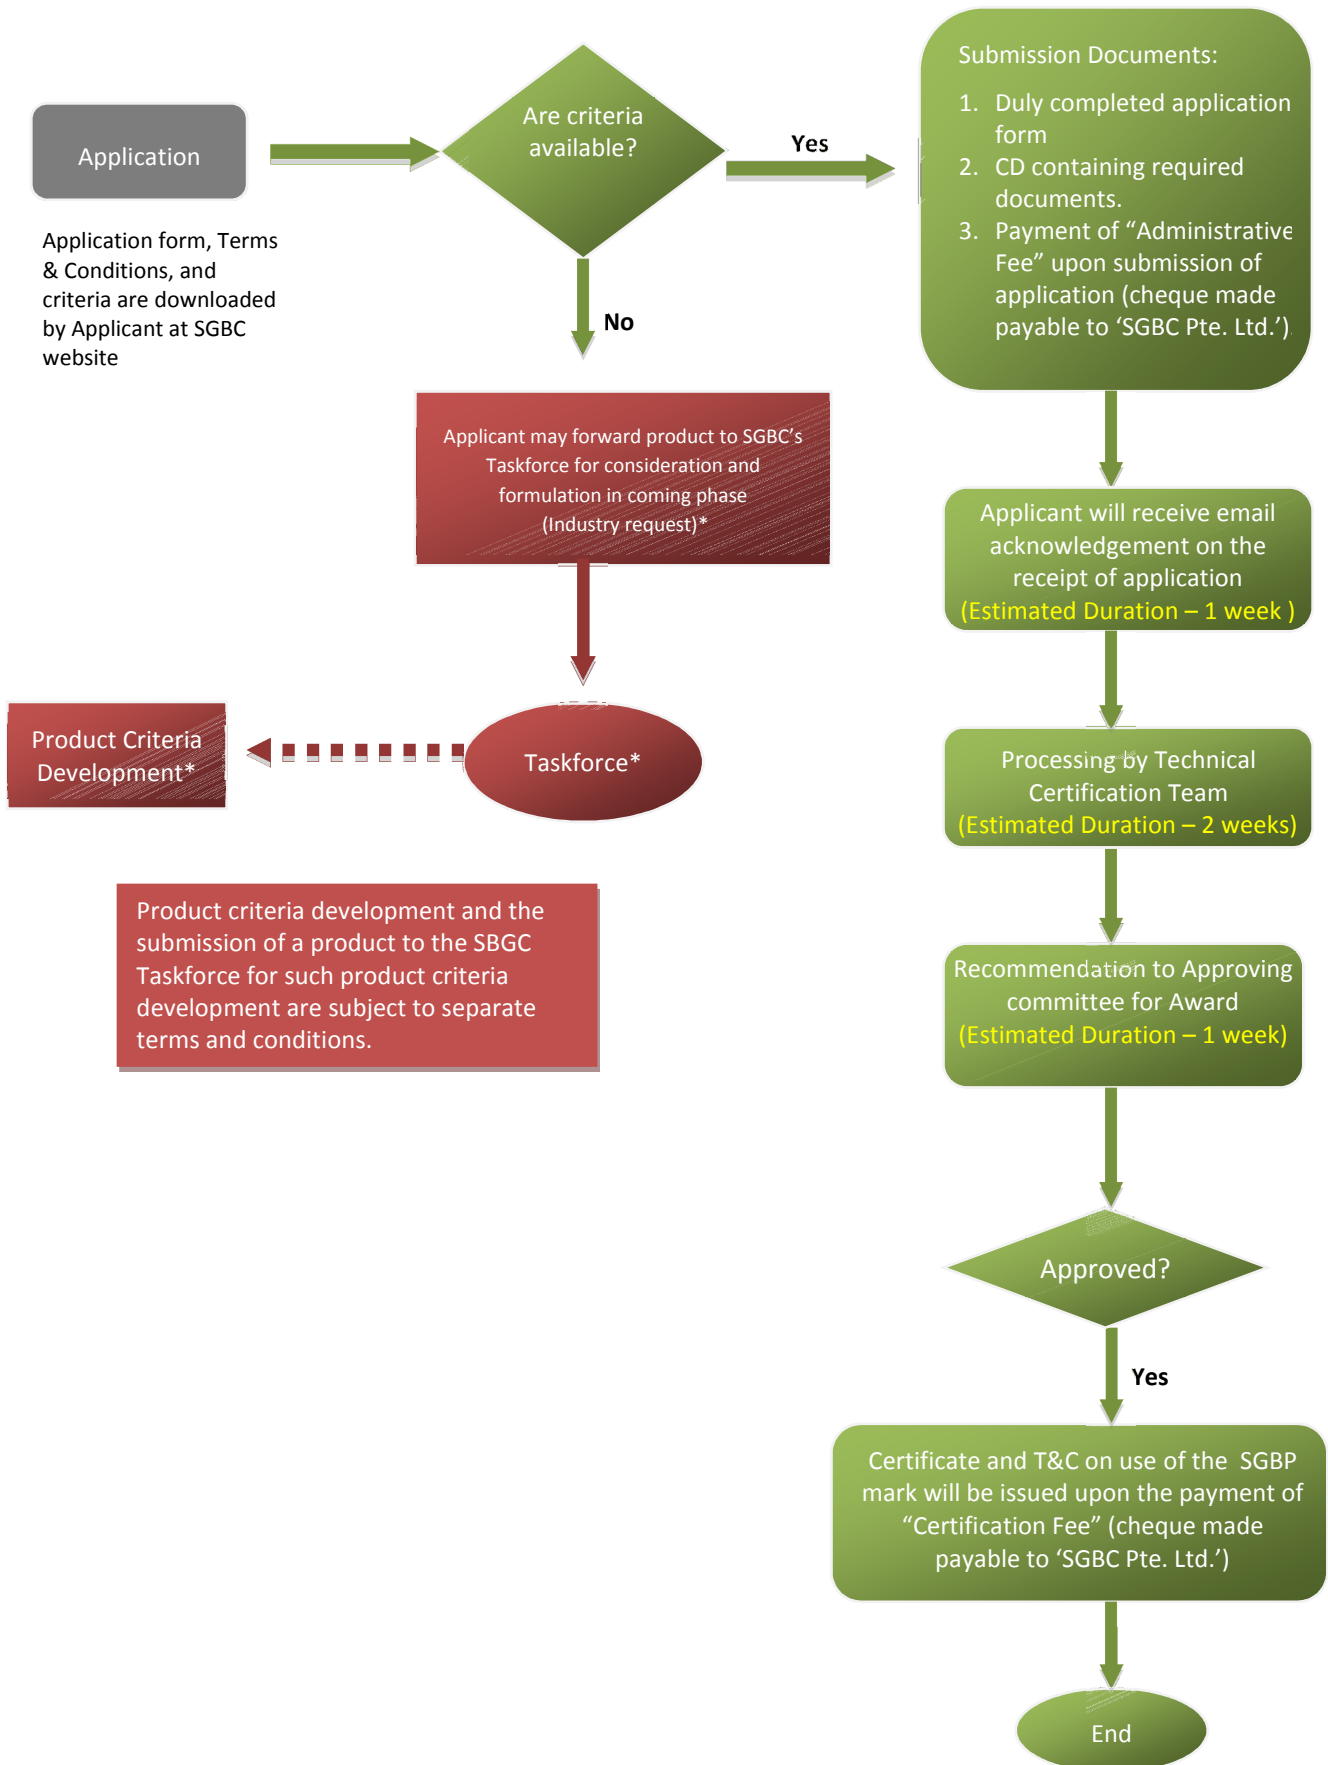 Application
Application form, Terms
& Conditions, and
criteria are downloaded
by Applicant at SGBC
website
Are criteria
available?
Yes
No
Submission Documents:
1. Duly completed application
form
2. CD containing required
documents.
3. Payment of “Administrative
Fee” upon submission of
application (cheque made
payable to ‘SGBC Pte. Ltd.’).
Applicant may forward product to SGBC’s
Taskforce for consideration and
formulation in coming phase
(Industry request)*
Taskforce*
Product Criteria
Development*
Product criteria development and the
submission of a product to the SBGC
Taskforce for such product criteria
development are subject to separate
terms and conditions.
Applicant will receive email
acknowledgement on the
receipt of application
(Estimated Duration – 1 week )
Processing by Technical
Certification Team
(Estimated Duration – 2 weeks)
Recommendation to Approving
committee for Award
(Estimated Duration – 1 week)
Approved?
Yes
Certificate and T&C on use of the SGBP
mark will be issued upon the payment of
“Certification Fee” (cheque made
payable to ‘SGBC Pte. Ltd.’)
End